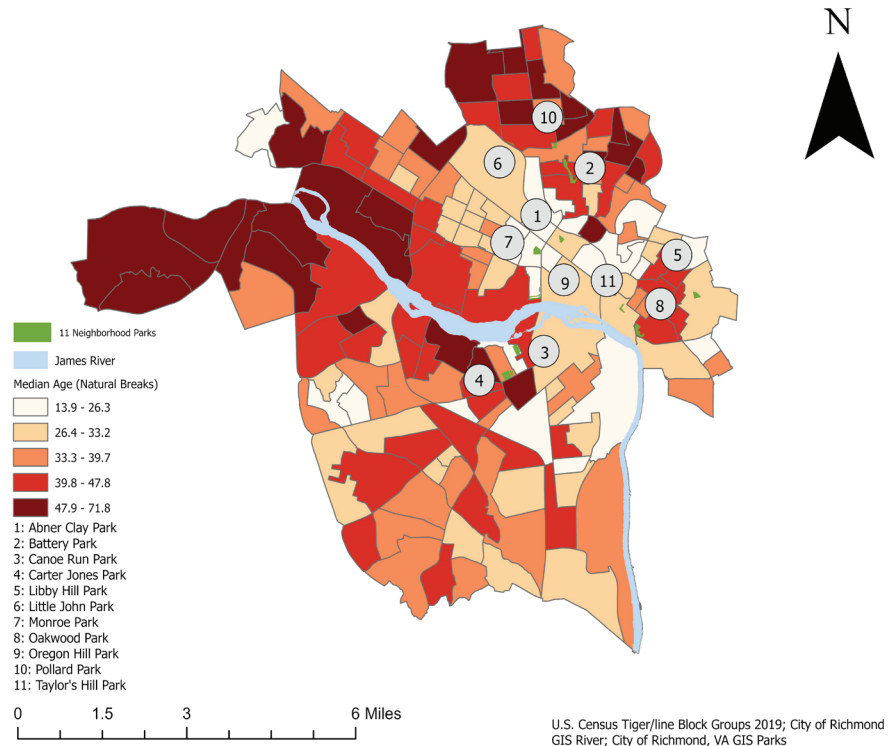 N
10
6
2
1
7
5
9
11
8
3
4
11 Neighborhood Parks
James River
Median Age (Natural Breaks)
13.9 - 26.3
26.4 - 33.2
33.3 - 39.7
39.8 - 47.8
47.9 - 71.8
1: Abner Clay Park
2: Battery Park
3: Canoe Run Park
4: Carter Jones Park
5: Libby Hill Park
6: Little John Park
7: Monroe Park
8: Oakwood Park
9: Oregon Hill Park
10: Pollard Park
11: Taylor's Hill Park
0 1.5 3 6 Miles
U.S. Census Tiger/line Block Groups 2019; City of Richmond
GIS River; City of Richmond, VA GIS Parks